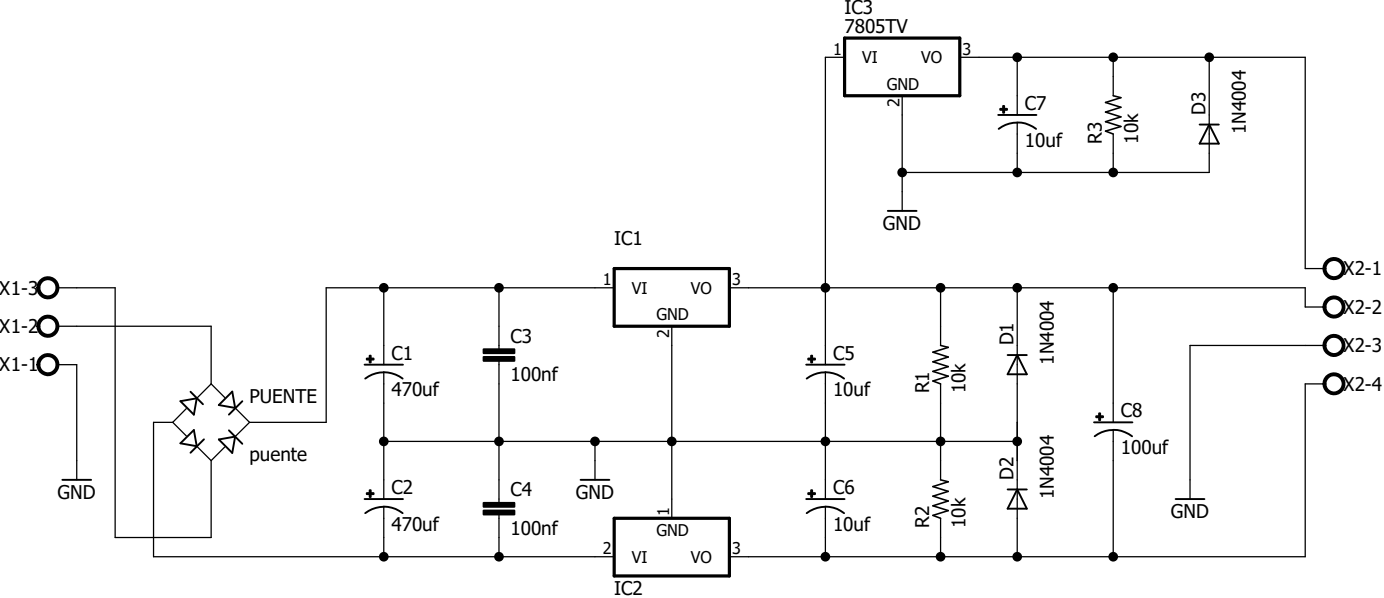 IC3
7805TV
1
VI
VO
3
GND
2
C7
10uf
R3
10k
D3
1N4004
GND
IC1
1
VI
VO
3
GND
2
X1-3
X1-2
X1-1
GND
PUENTE
puente
C1
470uf
C3
100nf
C5
10uf
R1
10k
D1
1N4004
X2-1
X2-2
X2-3
X2-4
C8
100uf
GND
C2
470uf
C4
100nf
GND
C6
10uf
R2
10k
D2
1N4004
1
GND
2
VI
VO
3
IC2